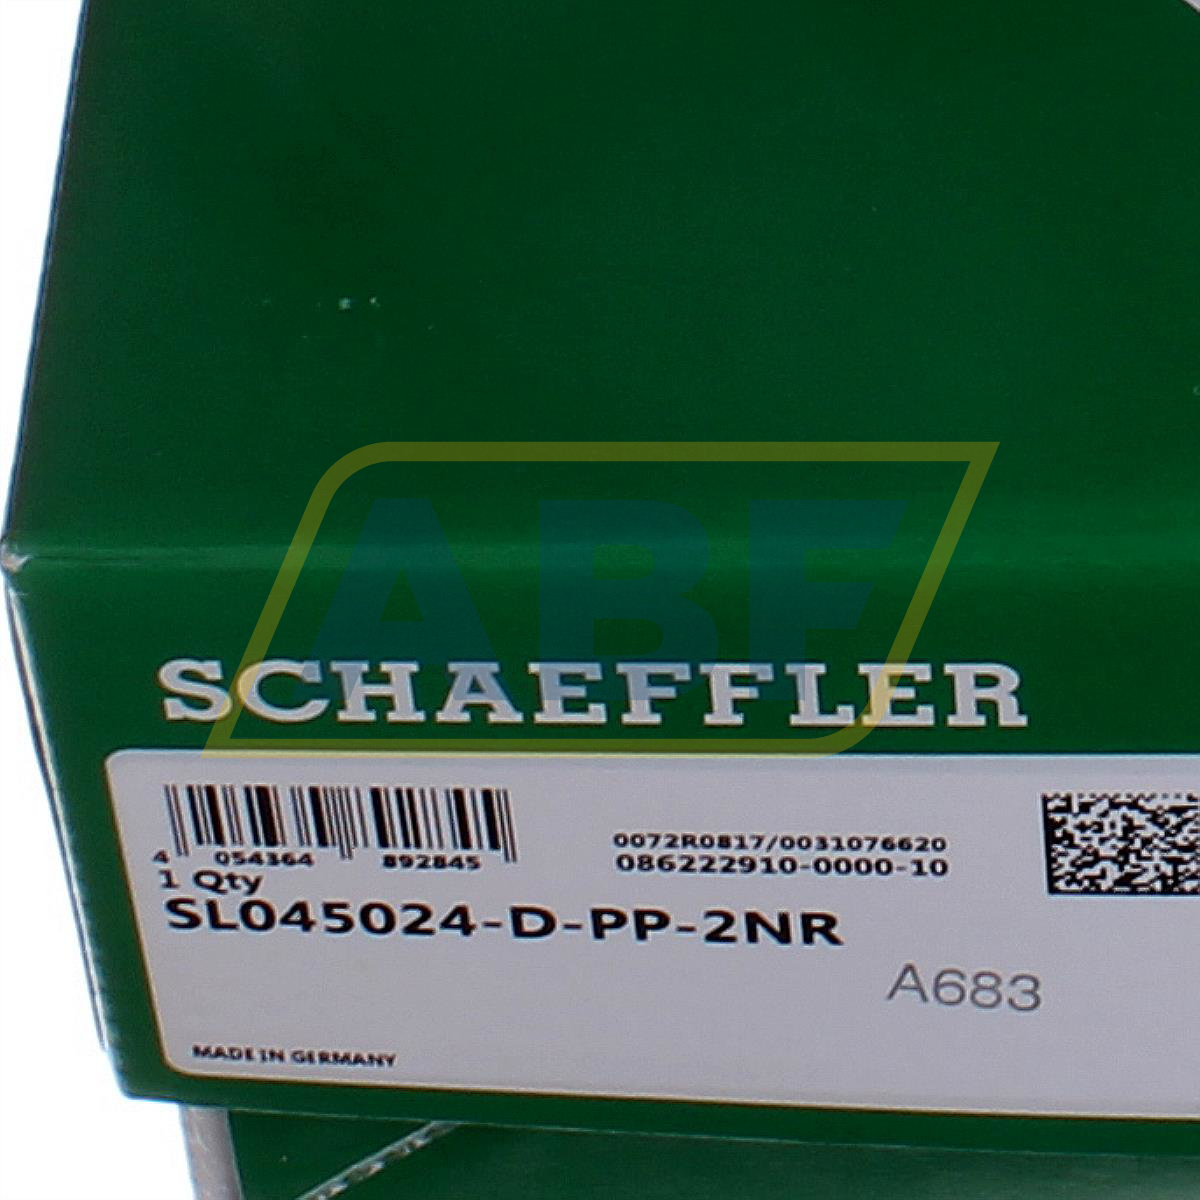 ABF
SCHAEFFLER
4 054364 892845
0072R0817/0031076620
086222910-0000-10
1 Qty
SL045024-D-PP-2NR
A683
MADE IN GERMANY